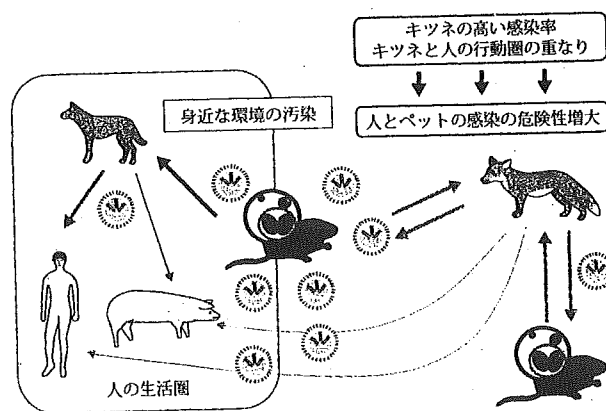 キツネの高い感染率
キツネと人の行動圏の重なり
身近な環境の汚染
人とペットの感染の危険性増大
人の生活圏